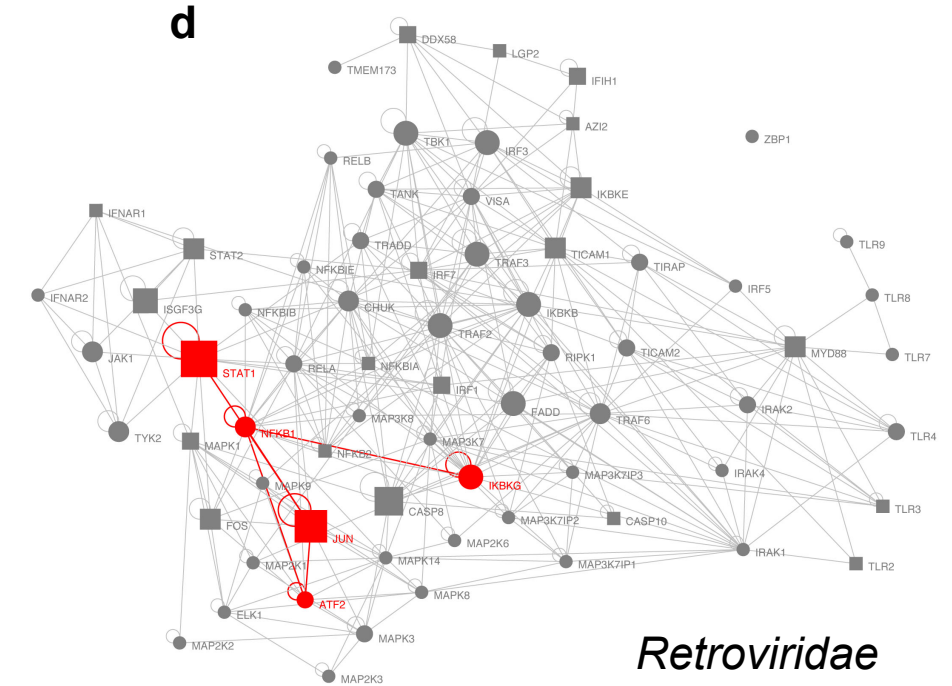 d
DDX58
LGP2
TMEM173
IFIH1
AZI2
ZBP1
TBK1
IRF3
RELB
TANK
VISA
IKBKE
IFNAR1
TRADD
TLR9
STAT2
TRAF3
TICAM1
TIRAP
NFKBIE
IRF7
IRF5
IFNAR2
ISGF3G
NFKBIB
CHUK
IKBKB
TLR8
TRAF2
JAK1
STAT1
RELA
NFKBIA
RIPK1
TICAM2
MYD88
TLR7
IRF1
MAP3K8
FADD
TRAF6
IRAK2
TYK2
MAPK1
NFKB1
MAP3K7
TLR4
NFKB2
IKBKG
MAP3K7IP3
IRAK4
MAPK9
CASP8
TLR3
FOS
JUN
MAP3K7IP2
CASP10
MAP2K6
IRAK1
MAP2K1
MAPK14
MAP3K7IP1
TLR2
ATF2
MAPK8
ELK1
MAP2K2
MAPK3
Retroviridae
MAP2K3